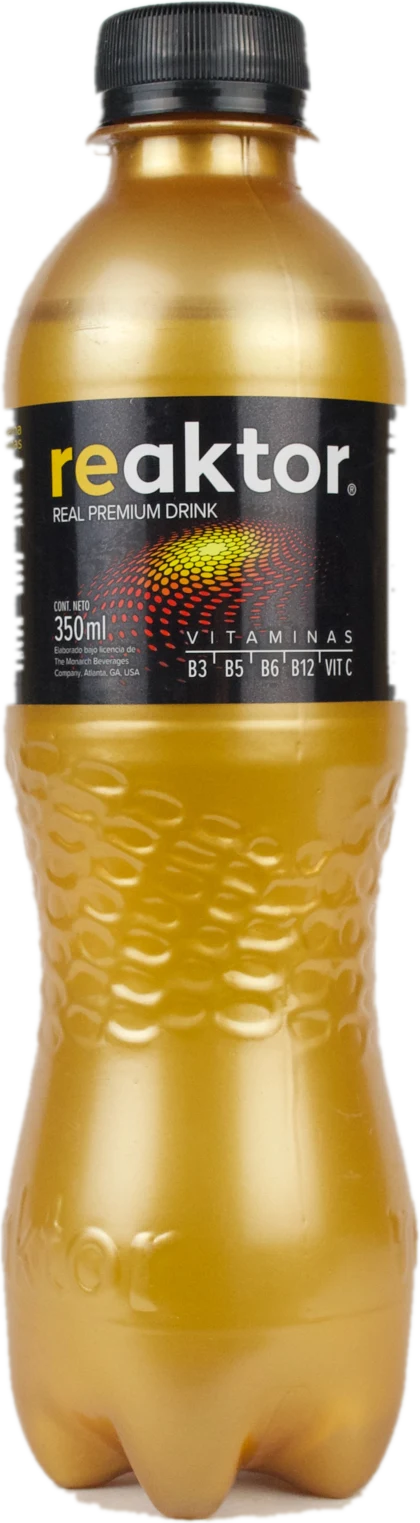 reaktor®
REAL PREMIUM DRINK
CONT. NETO
350ml
Elaborado bajo licencia de
The Monarch Beverages
Company, Atlanta, GA, USA
VITAMINAS
B3 B5 B6 B12 VIT C
ktor